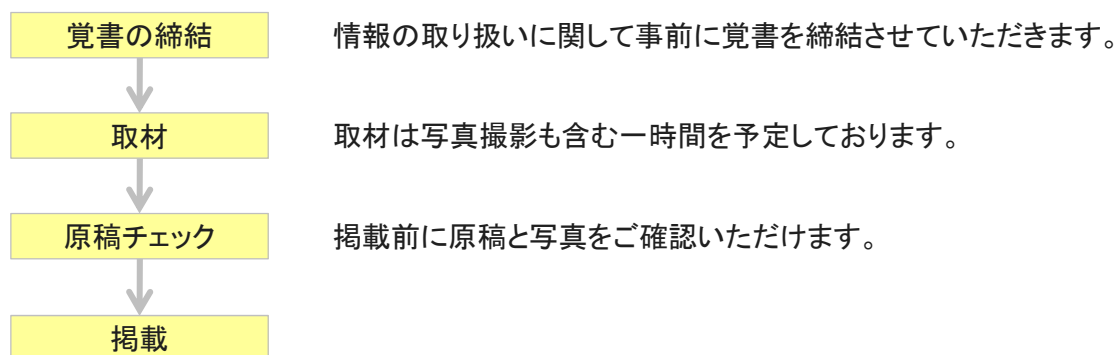 覚書の締結 情報の取り扱いに関して事前に覚書を締結させていただきます。
取材 取材は写真撮影も含む一時間を予定しております。
原稿チェック 掲載前に原稿と写真をご確認いただけます。
掲載